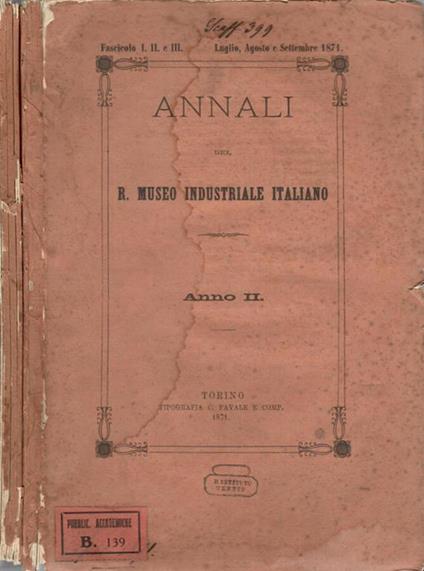 Scaff 399
Fascicolo I. II. e III.
Luglio, Agosto e Settembre 1871.
ANNALI
DEL
R. MUSEO INDUSTRIALE ITALIANO
Anno II.
TORINO
TIPOGRAFIA C. FAVALE E COMP.
1871.
R. ISTITUTO
VENETO
PUBBLIC. ACCADEMICHE
B. 139